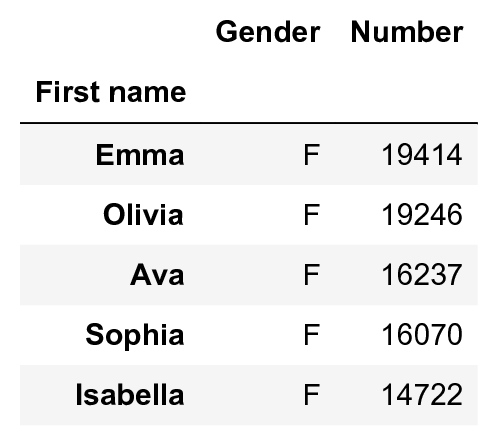 Gender Number
First name
Emma F 19414
Olivia F 19246
Ava F 16237
Sophia F 16070
Isabella F 14722